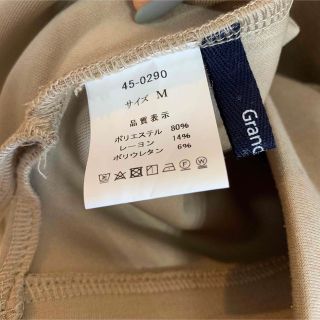 45-0290
サイズ M
品質表示
ポリエステル 80%
レーヨン 14%
ポリウレタン 6%